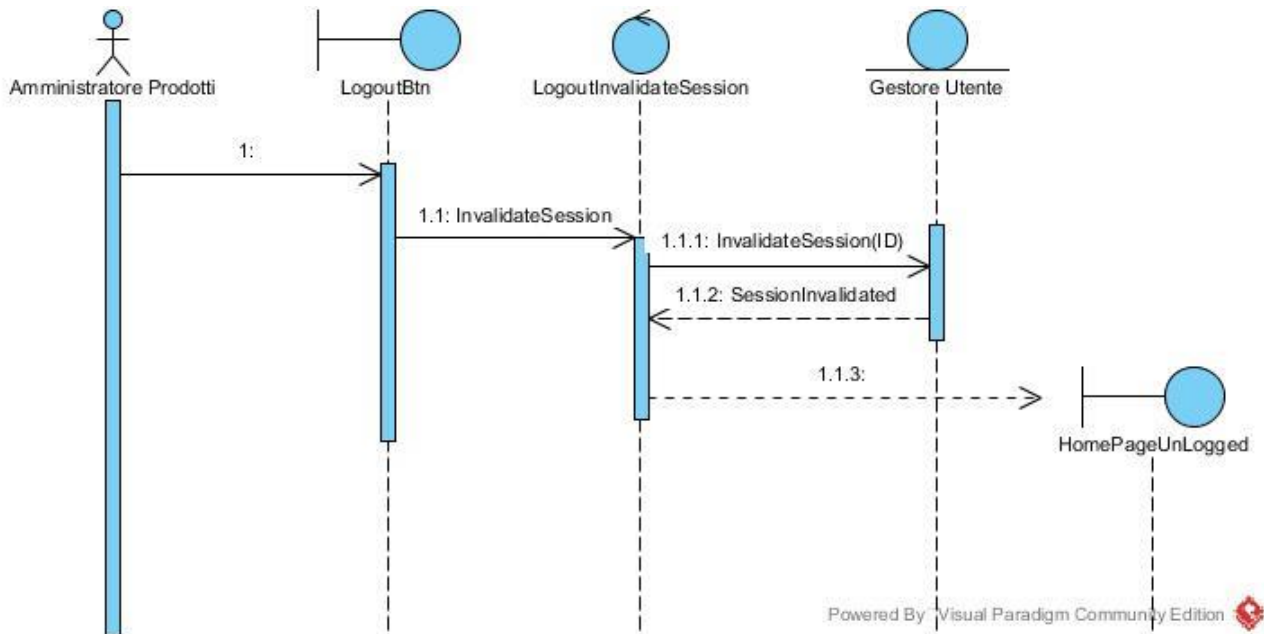 Amministratore Prodotti
LogoutBtn
LogoutInvalidateSession
Gestore Utente
1:
1.1: InvalidateSession
1.1.1: InvalidateSession(ID)
1.1.2: SessionInvalidated
1.1.3:
HomePageUnLogged
Powered By Visual Paradigm Community Edition